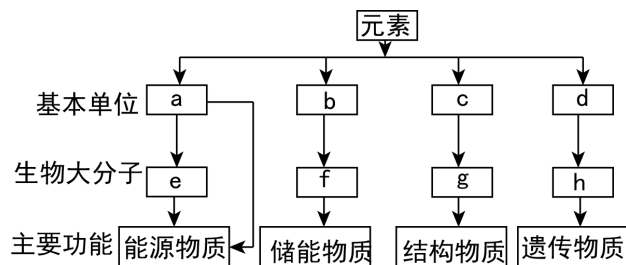 元素
基本单位 a b c d
生物大分子 e f g h
主要功能 能源物质 储能物质 结构物质 遗传物质